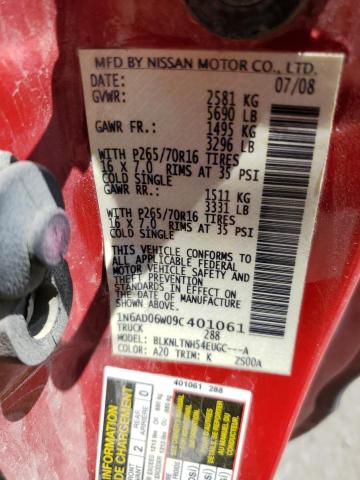 MFD BY NISSAN MOTOR CO., LTD.
DATE: 07/08
GVWR: 2581 KG
5690 LB
GAWR FR.: 1495 KG
3296 LB
WITH P265/70R16 TIRES
16 X 7.0 RIMS AT 35 PSI
COLD SINGLE
GAWR RR.: 1511 KG
3331 LB
WITH P265/70R16 TIRES
16 X 7.0 RIMS AT 35 PSI
COLD SINGLE
THIS VEHICLE CONFORMS TO
ALL APPLICABLE FEDERAL
MOTOR VEHICLE SAFETY
STANDARDS IN EFFECT ON
THE DATE OF MANUFACTURE
SHOWN ABOVE.
1N6AD06W09C401061
TRUCK 288
MODEL: BLKNLTNH54EUGC---A
COLOR: A20 TRIM: K ZS00A
401061 288
DE CHARGEMENT
REAR 0
2